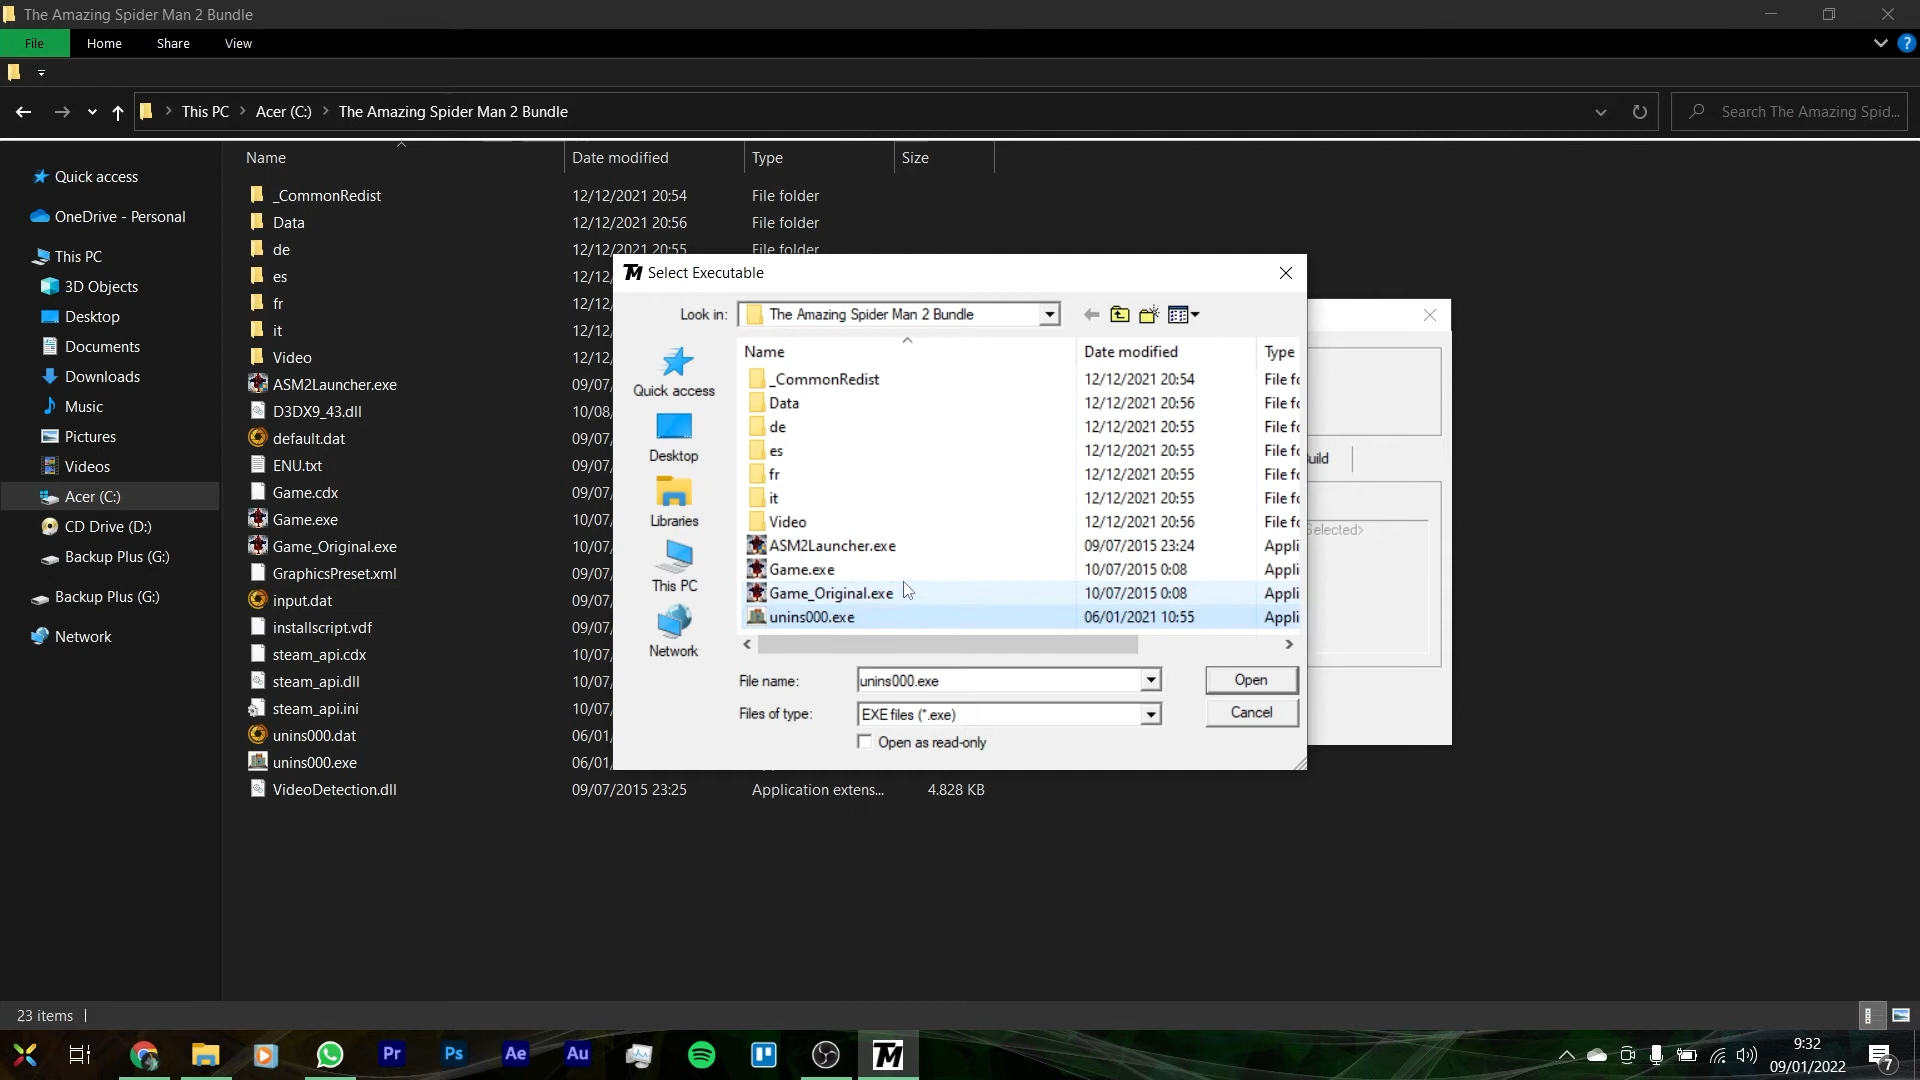 The Amazing Spider Man 2 Bundle
File Home Share View
This PC Acer (C:) The Amazing Spider Man 2 Bundle
Search The Amazing Spid...
Name Date modified Type Size
Quick access
OneDrive - Personal
This PC
3D Objects
Desktop
Documents
Downloads
Music
Pictures
Videos
Acer (C:)
CD Drive (D:)
Backup Plus (G:)
Backup Plus (G:)
Network
_CommonRedist 12/12/2021 20:54 File folder
Data 12/12/2021 20:56 File folder
de 12/12/2021 20:55 File folder
es 12/12
fr 12/12
it 12/12
Video 12/12
ASM2Launcher.exe 09/07/
D3DX9_43.dll 10/08/
default.dat 09/07/
ENU.txt 09/07/
Game.cdx 09/07/
Game.exe 10/07/
Game_Original.exe 10/07/
GraphicsPreset.xml 09/07/
input.dat 09/07/
installscript.vdf 09/07/
steam_api.cdx 10/07/
steam_api.dll 10/07/
steam_api.ini 10/07/
unins000.dat 06/01/
unins000.exe 06/01/
VideoDetection.dll 09/07/2015 23:25 Application extens... 4.828 KB
Select Executable
Look in: The Amazing Spider Man 2 Bundle
Quick access
Desktop
Libraries
This PC
Network
Name Date modified Type
_CommonRedist 12/12/2021 20:54 File fo
Data 12/12/2021 20:56 File fo
de 12/12/2021 20:55 File fo
es 12/12/2021 20:55 File fo
fr 12/12/2021 20:55 File fo
it 12/12/2021 20:55 File fo
Video 12/12/2021 20:56 File fo
ASM2Launcher.exe 09/07/2015 23:24 Appli
Game.exe 10/07/2015 0:08 Appli
Game_Original.exe 10/07/2015 0:08 Appli
unins000.exe 06/01/2021 10:55 Appli
File name: unins000.exe Open
Files of type: EXE files (*.exe) Cancel
Open as read-only
uild
Selected>
23 items
Pr Ps Ae Au
9:32
09/01/2022
7